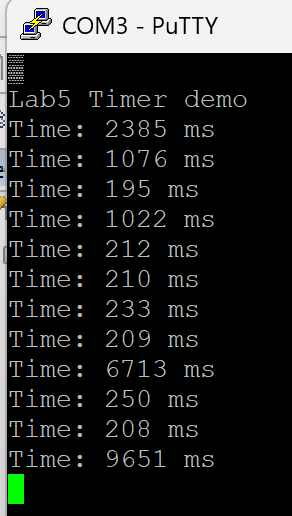 COM3 - PuTTY
Lab5 Timer demo
Time: 2385 ms
Time: 1076 ms
Time: 195 ms
Time: 1022 ms
Time: 212 ms
Time: 210 ms
Time: 233 ms
Time: 209 ms
Time: 6713 ms
Time: 250 ms
Time: 208 ms
Time: 9651 ms